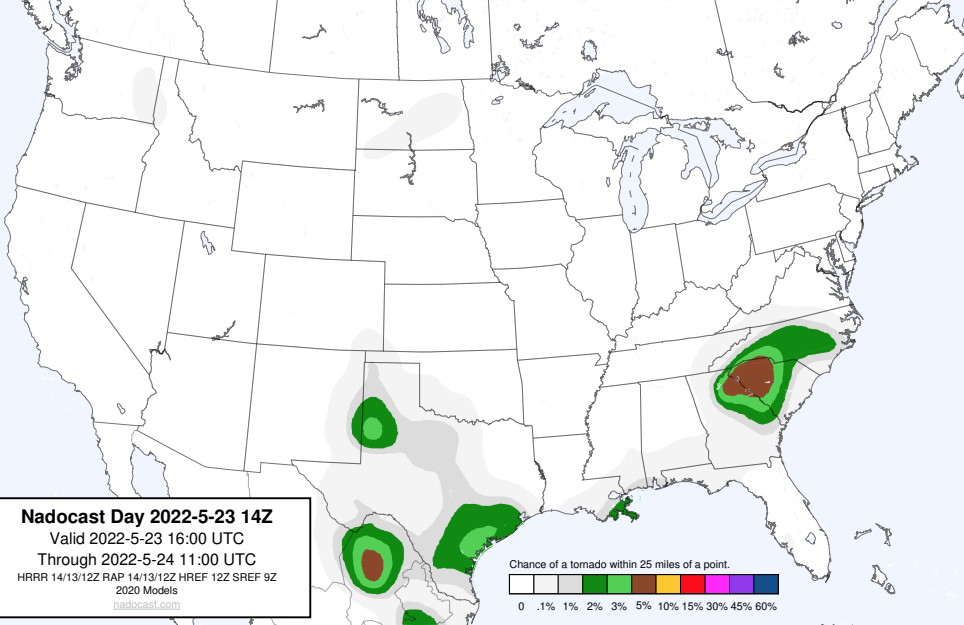 Nadocast Day 2022-5-23 14Z
Valid 2022-5-23 16:00 UTC
Through 2022-5-24 11:00 UTC
HRRR 14/13/12Z RAP 14/13/12Z HREF 12Z SREF 9Z
2020 Models
nadocast.com
Chance of a tornado within 25 miles of a point.
0 .1% 1% 2% 3% 5% 10% 15% 30% 45% 60%